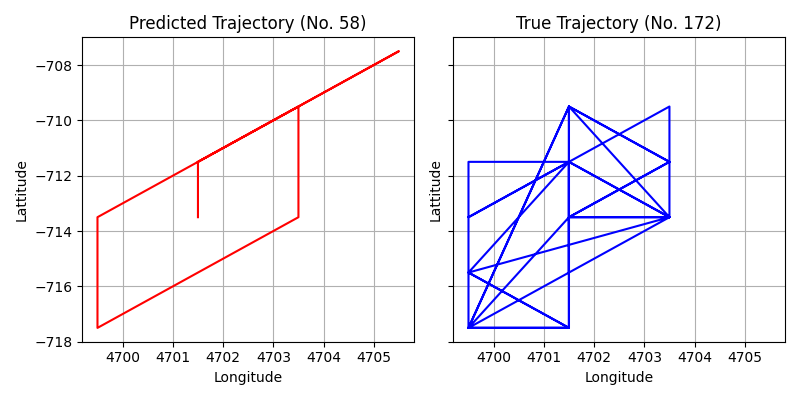 Predicted Trajectory (No. 58)
True Trajectory (No. 172)
−708
−710
−712
−714
−716
−718
Lattitude
Lattitude
4700 4701 4702 4703 4704 4705
4700 4701 4702 4703 4704 4705
Longitude
Longitude